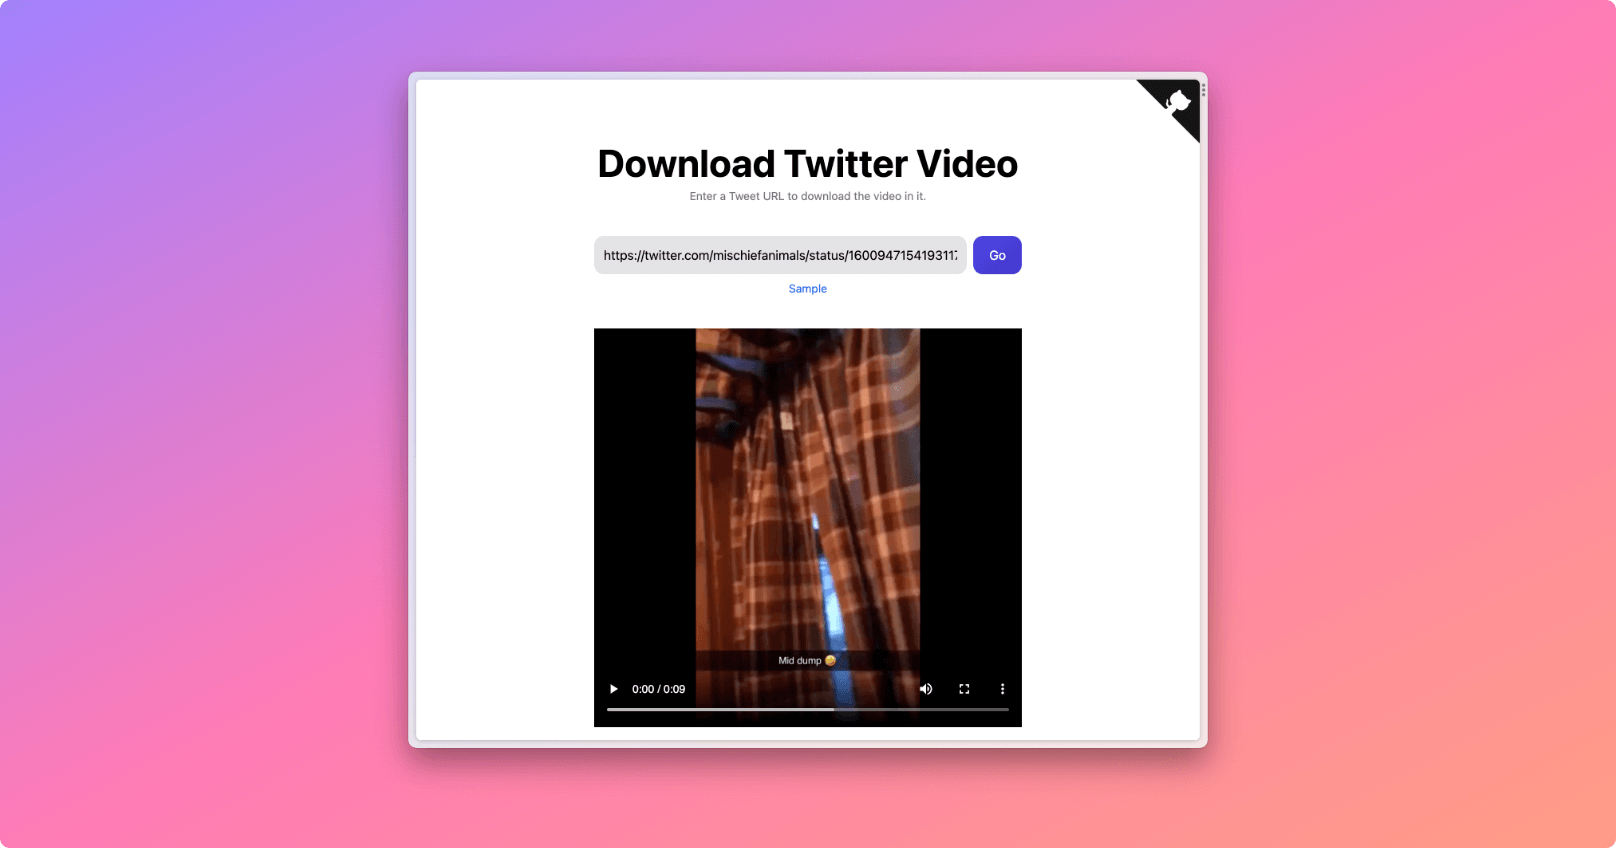 Download Twitter Video
Enter a Tweet URL to download the video in it.
https://twitter.com/mischiefanimals/status/160094715419311
Go
Sample
Mid dump 🤣
0:00 / 0:09